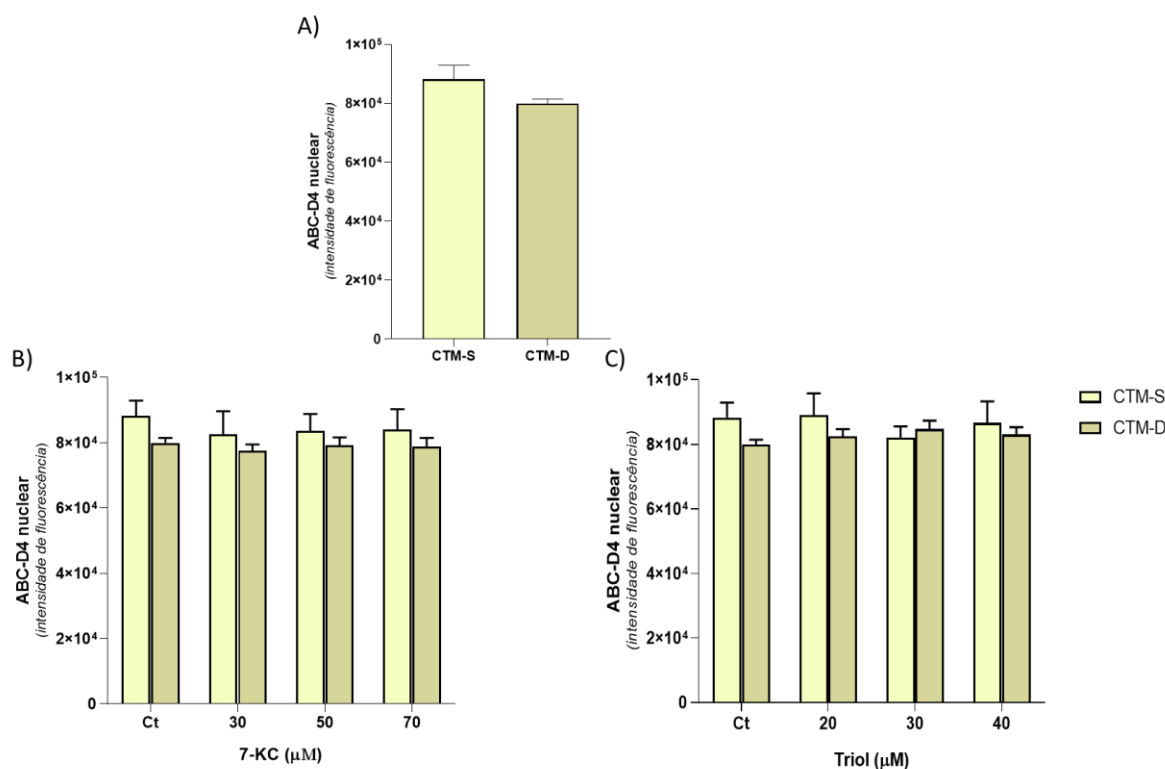 A)
ABC-D4 nuclear
(intensidade de fluorescência)
1×10⁵
8×10⁴
6×10⁴
4×10⁴
2×10⁴
0
CTM-S CTM-D
B)
ABC-D4 nuclear
(intensidade de fluorescência)
1×10⁵
8×10⁴
6×10⁴
4×10⁴
2×10⁴
0
Ct 30 50 70
7-KC (µM)
C)
ABC-D4 nuclear
(intensidade de fluorescência)
1×10⁵
8×10⁴
6×10⁴
4×10⁴
2×10⁴
0
Ct 20 30 40
Triol (µM)
CTM-S
CTM-D